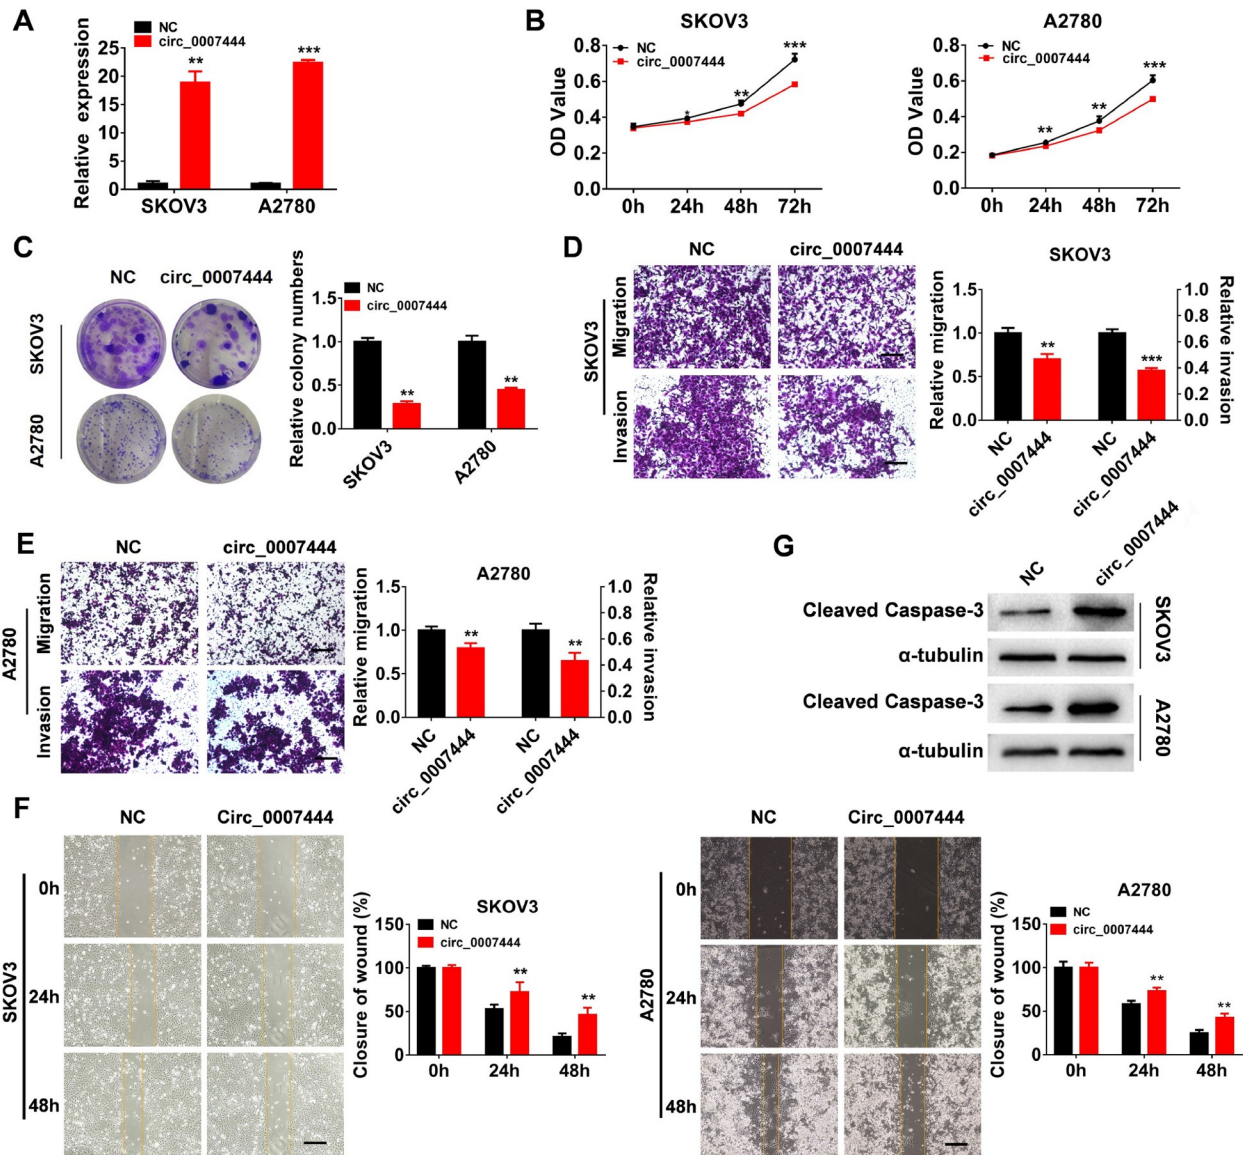 A
NC
circ_0007444
Relative expression
25
20
15
10
5
0
**
***
SKOV3
A2780
B
SKOV3
NC
circ_0007444
OD Value
0.8
0.6
0.4
0.2
0.0
*
**
***
0h 24h 48h 72h
A2780
NC
circ_0007444
OD Value
0.8
0.6
0.4
0.2
0.0
**
**
***
0h 24h 48h 72h
C
NC circ_0007444
SKOV3
A2780
NC
circ_0007444
Relative colony numbers
1.5
1.0
0.5
0.0
**
**
SKOV3
A2780
D
NC circ_0007444
SKOV3
Migration
Invasion
SKOV3
Relative migration
1.5
1.0
0.5
0.0
**
***
1.0
0.8
0.6
0.4
0.2
0.0
Relative invasion
NC
circ_0007444
NC
circ_0007444
E
NC circ_0007444
A2780
Migration
Invasion
A2780
Relative migration
1.5
1.0
0.5
0.0
**
**
1.0
0.8
0.6
0.4
0.2
0.0
Relative invasion
NC
circ_0007444
NC
circ_0007444
G
NC
circ_0007444
Cleaved Caspase-3
α-tubulin
SKOV3
Cleaved Caspase-3
α-tubulin
A2780
F
NC Circ_0007444
SKOV3
0h
24h
48h
SKOV3
NC
circ_0007444
Closure of wound (%)
150
100
50
0
**
**
0h 24h 48h
NC Circ_0007444
A2780
0h
24h
48h
A2780
NC
circ_0007444
Closure of wound (%)
150
100
50
0
**
**
0h 24h 48h